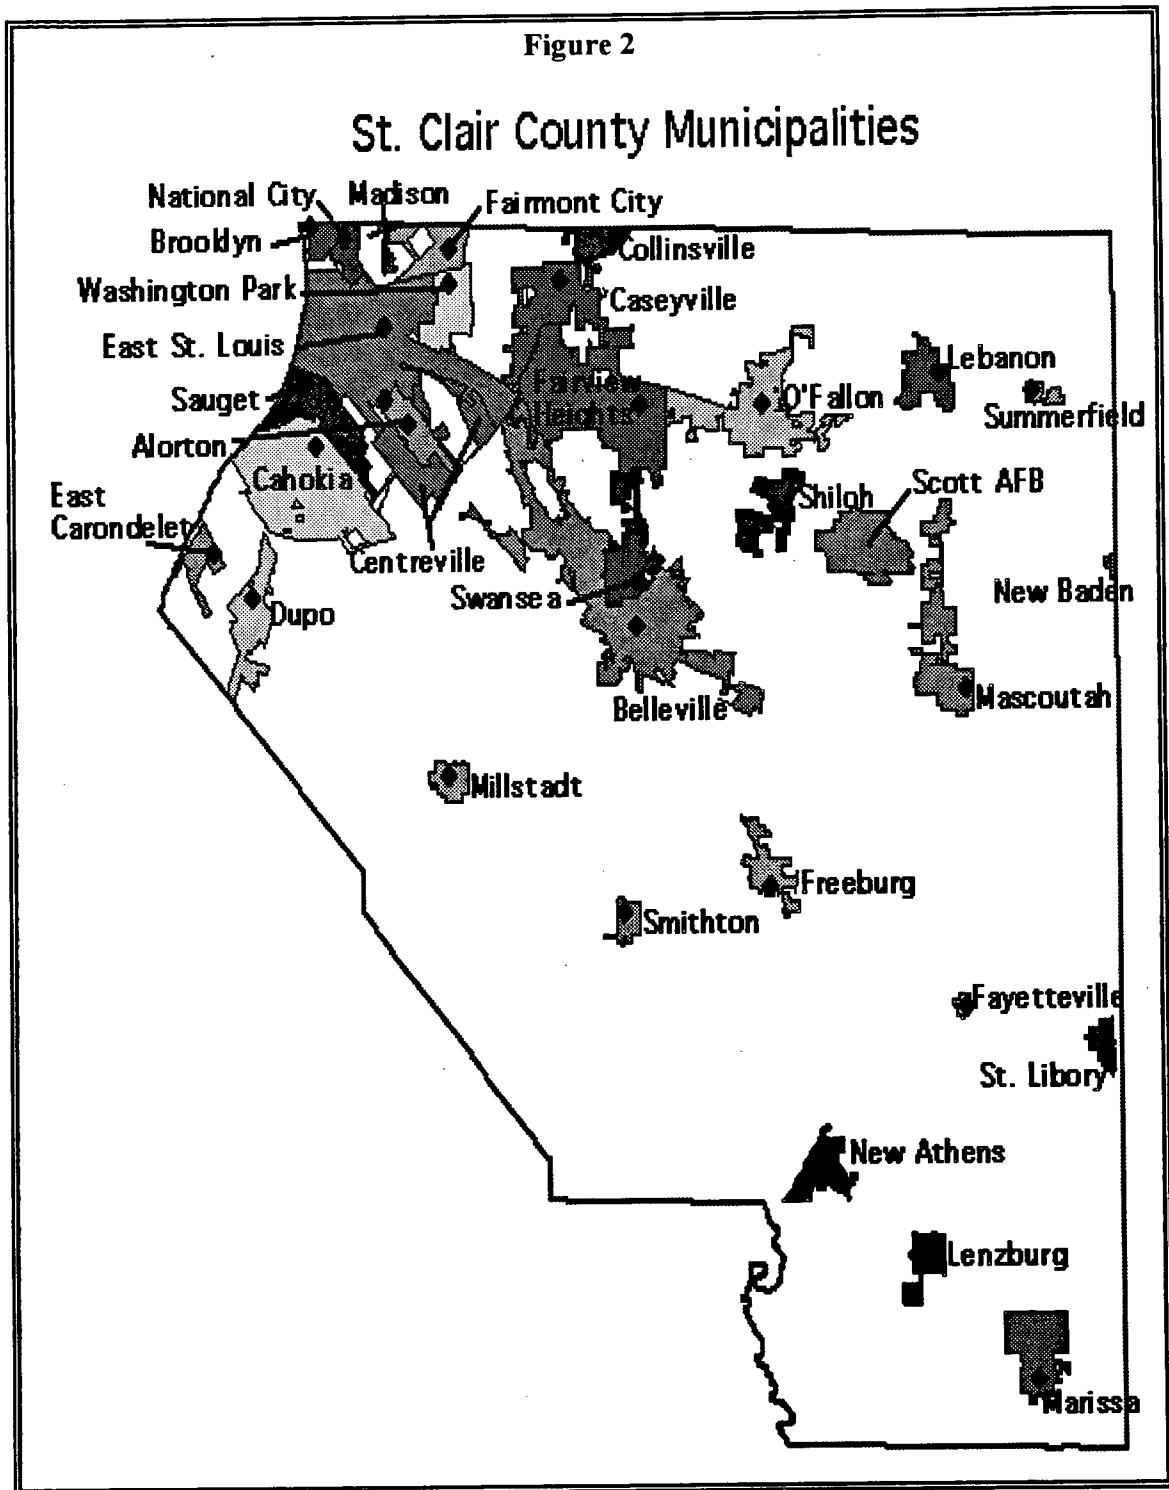 Figure 2
St. Clair County Municipalities
National City
Madison
Fairmont City
Brooklyn
Collinsville
Washington Park
Caseyville
East St. Louis
Lebanon
Fairview
Heights
O'Fallon
Sauget
Summerfield
Alorton
Cahokia
Scott AFB
Shiloh
East
Carondelet
Centreville
New Baden
Swansea
Dupo
Mascoutah
Belleville
Millstadt
Freeburg
Smithton
Fayetteville
St. Libory
New Athens
Lenzburg
Marissa